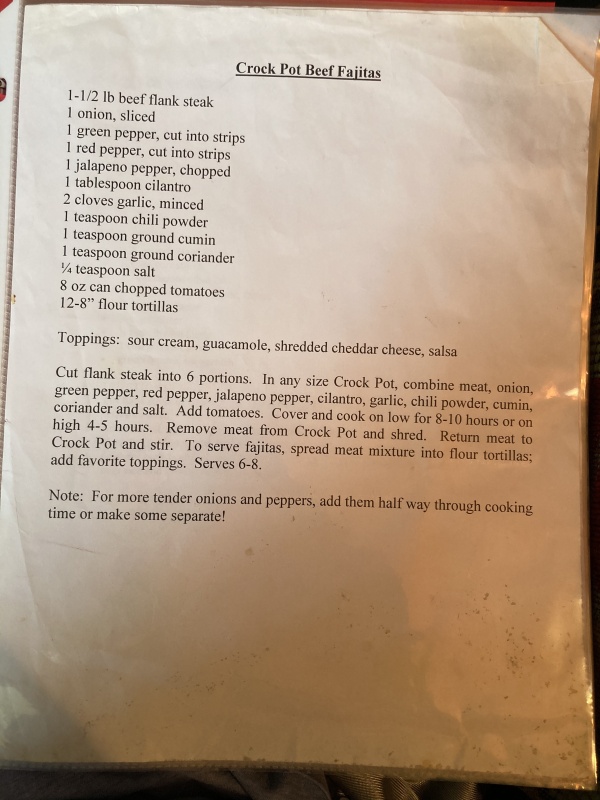 Crock Pot Beef Fajitas
1-1/2 lb beef flank steak
1 onion, sliced
1 green pepper, cut into strips
1 red pepper, cut into strips
1 jalapeno pepper, chopped
1 tablespoon cilantro
2 cloves garlic, minced
1 teaspoon chili powder
1 teaspoon ground cumin
1 teaspoon ground coriander
¼ teaspoon salt
8 oz can chopped tomatoes
12-8” flour tortillas
Toppings: sour cream, guacamole, shredded cheddar cheese, salsa
Cut flank steak into 6 portions. In any size Crock Pot, combine meat, onion,
green pepper, red pepper, jalapeno pepper, cilantro, garlic, chili powder, cumin,
coriander and salt. Add tomatoes. Cover and cook on low for 8-10 hours or on
high 4-5 hours. Remove meat from Crock Pot and shred. Return meat to
Crock Pot and stir. To serve fajitas, spread meat mixture into flour tortillas;
add favorite toppings. Serves 6-8.
Note: For more tender onions and peppers, add them half way through cooking
time or make some separate!